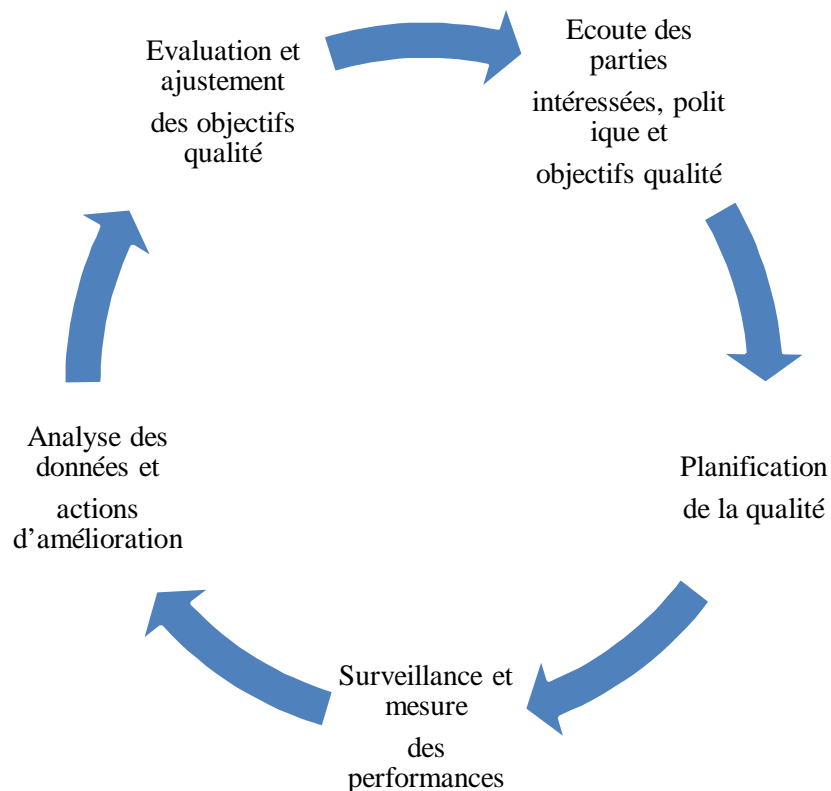 Evaluation et
ajustement
des objectifs
qualité
Ecoute des
parties
intéressées, polit
ique et
objectifs qualité
Planification
de la qualité
Surveillance et
mesure
des
performances
Analyse des
données et
actions
d’amélioration